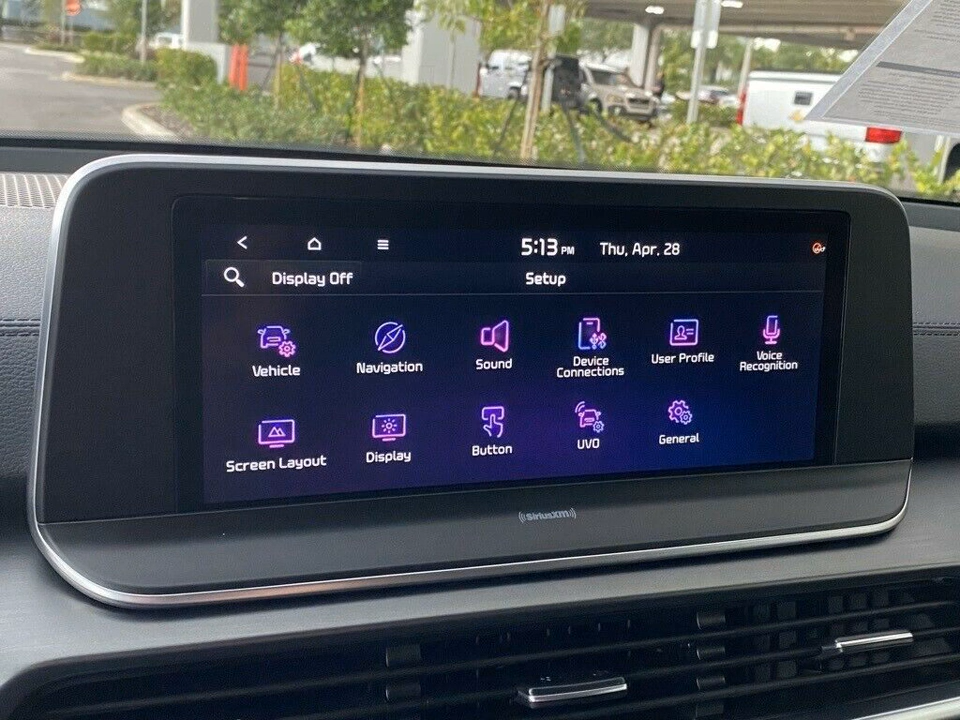 5:13 PM Thu, Apr. 28
Display Off Setup
Vehicle Navigation Sound Device Connections User Profile Voice Recognition
Screen Layout Display Button UVO General
((SiriusXM))